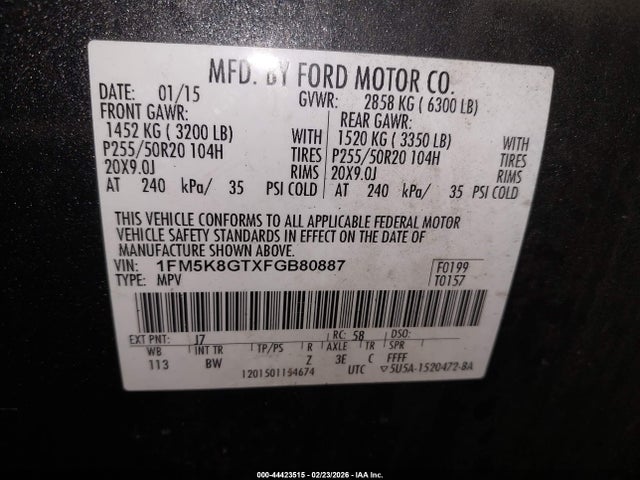 MFD. BY FORD MOTOR CO.
DATE: 01/15 GVWR: 2858 KG ( 6300 LB)
FRONT GAWR: REAR GAWR:
1452 KG ( 3200 LB) WITH 1520 KG ( 3350 LB) WITH
P255/50R20 104H TIRES P255/50R20 104H TIRES
20X9.0J RIMS 20X9.0J RIMS
AT 240 kPa/ 35 PSI COLD AT 240 kPa/ 35 PSI COLD
THIS VEHICLE CONFORMS TO ALL APPLICABLE FEDERAL MOTOR
VEHICLE SAFETY STANDARDS IN EFFECT ON THE DATE OF
MANUFACTURE SHOWN ABOVE.
VIN: 1FM5K8GTXFGB80887 F0199
TYPE: MPV T0157
EXT PNT: J7 RC: 58 DSO:
WB INT TR TP/PS R AXLE TR SPR
113 BW Z 3E C FFFF
1201501154674 UTC ▽5U5A-1520472-BA
000-44423515 - 02/23/2026 - IAA Inc.